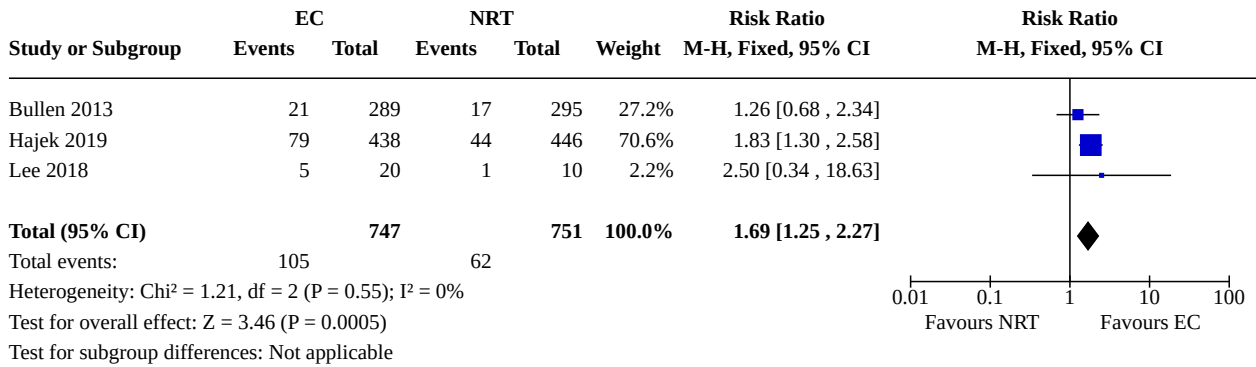 EC NRT Risk Ratio Risk Ratio
Study or Subgroup Events Total Events Total Weight M-H, Fixed, 95% CI M-H, Fixed, 95% CI
Bullen 2013 21 289 17 295 27.2% 1.26 [0.68 , 2.34]
Hajek 2019 79 438 44 446 70.6% 1.83 [1.30 , 2.58]
Lee 2018 5 20 1 10 2.2% 2.50 [0.34 , 18.63]
Total (95% CI) 747 751 100.0% 1.69 [1.25 , 2.27]
Total events: 105 62
Heterogeneity: Chi² = 1.21, df = 2 (P = 0.55); I² = 0%
Test for overall effect: Z = 3.46 (P = 0.0005)
Test for subgroup differences: Not applicable
0.01 0.1 1 10 100
Favours NRT Favours EC